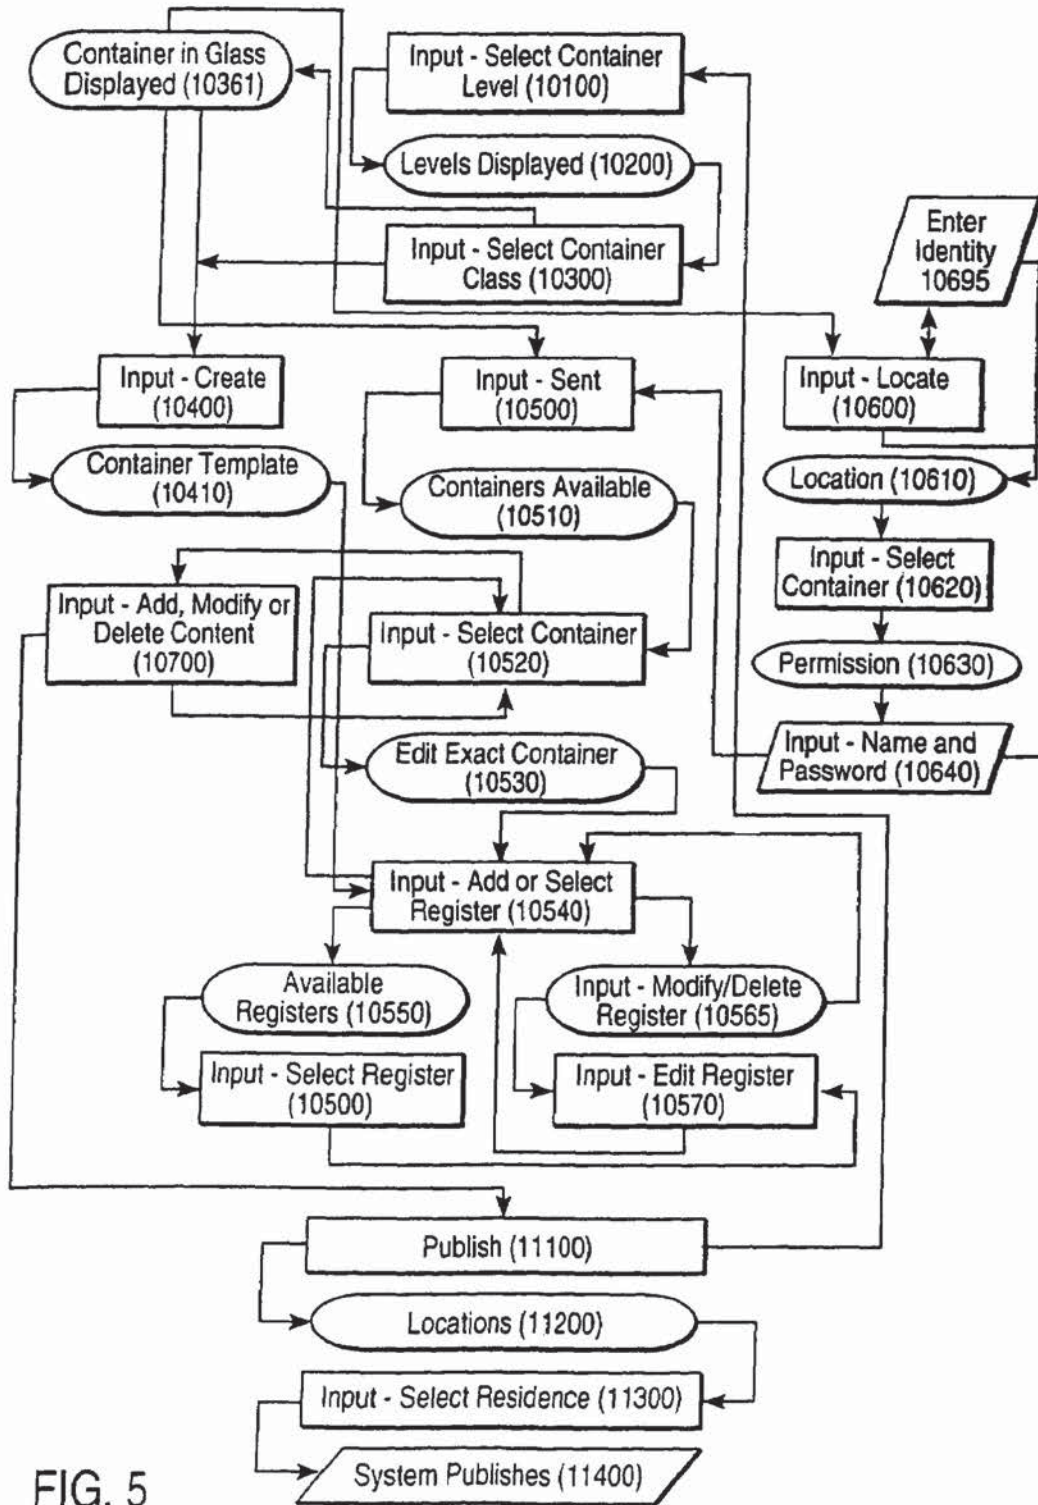 Container in Glass
Displayed (10361)
Input - Select Container
Level (10100)
Levels Displayed (10200)
Input - Select Container
Class (10300)
Enter
Identity
10695
Input - Create
(10400)
Input - Sent
(10500)
Input - Locate
(10600)
Container Template
(10410)
Containers Available
(10510)
Location (10610)
Input - Select
Container (10620)
Input - Add, Modify or
Delete Content
(10700)
Input - Select Container
(10520)
Permission (10630)
Input - Name and
Password (10640)
Edit Exact Container
(10530)
Input - Add or Select
Register (10540)
Available
Registers (10550)
Input - Modify/Delete
Register (10565)
Input - Select Register
(10500)
Input - Edit Register
(10570)
Publish (11100)
Locations (11200)
Input - Select Residence (11300)
System Publishes (11400)
FIG. 5